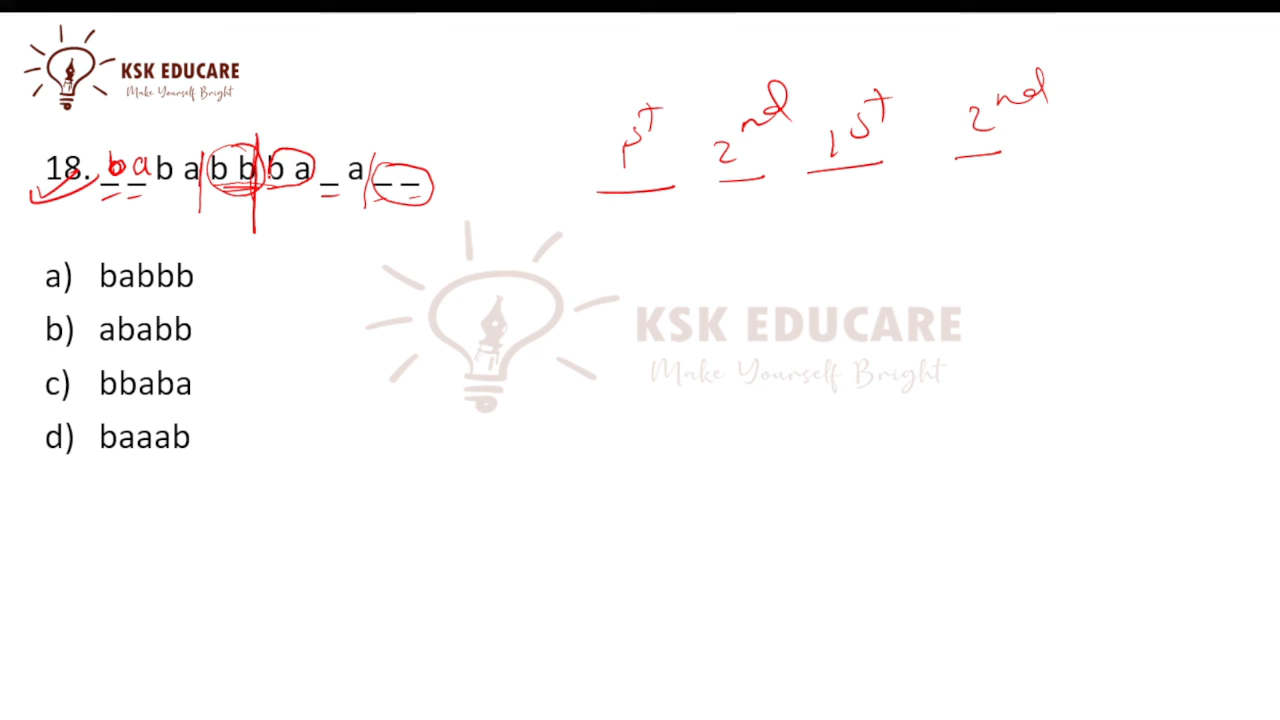 KSK EDUCARE
Make Yourself Bright
1st 2nd 1st 2nd
18. b a b a b b b a _ a _ _
KSK EDUCARE
Make Yourself Bright
a) babbb
b) ababb
c) bbaba
d) baaab